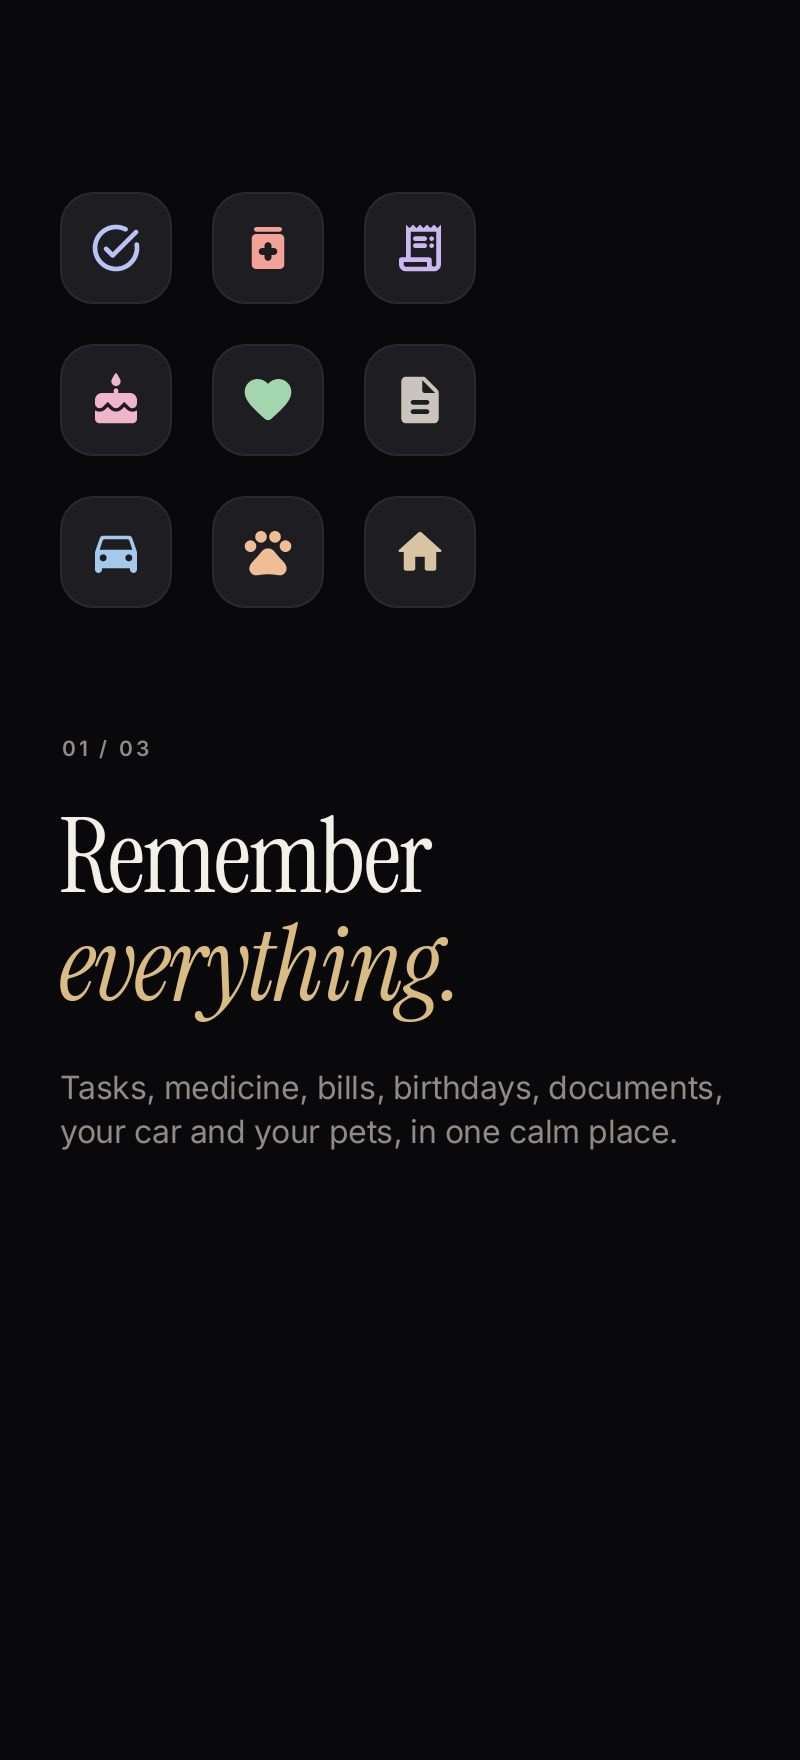 01 / 03
Remember
everything.
Tasks, medicine, bills, birthdays, documents,
your car and your pets, in one calm place.